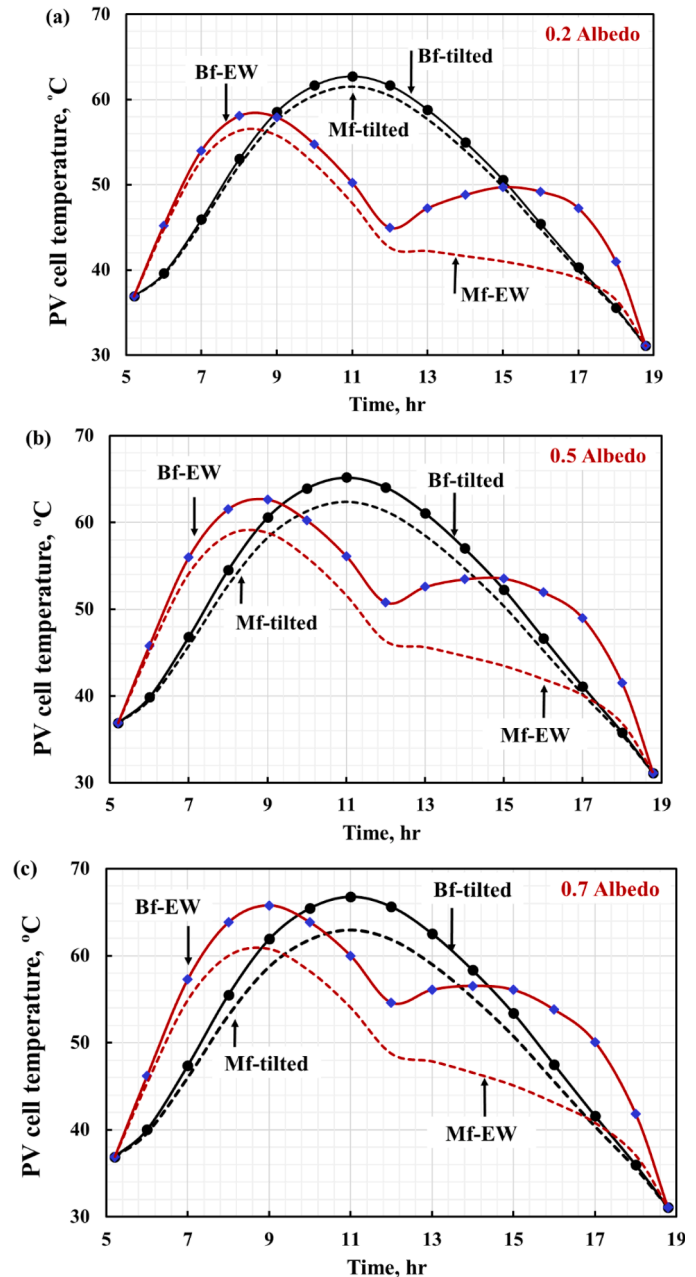 (a)
0.2 Albedo
70
60
50
40
30
PV cell temperature, °C
Bf-EW
Bf-tilted
Mf-tilted
Mf-EW
5 7 9 11 13 15 17 19
Time, hr
(b)
0.5 Albedo
70
60
50
40
30
PV cell temperature, °C
Bf-EW
Bf-tilted
Mf-tilted
Mf-EW
5 7 9 11 13 15 17 19
Time, hr
(c)
0.7 Albedo
70
60
50
40
30
PV cell temperature, °C
Bf-EW
Bf-tilted
Mf-tilted
Mf-EW
5 7 9 11 13 15 17 19
Time, hr